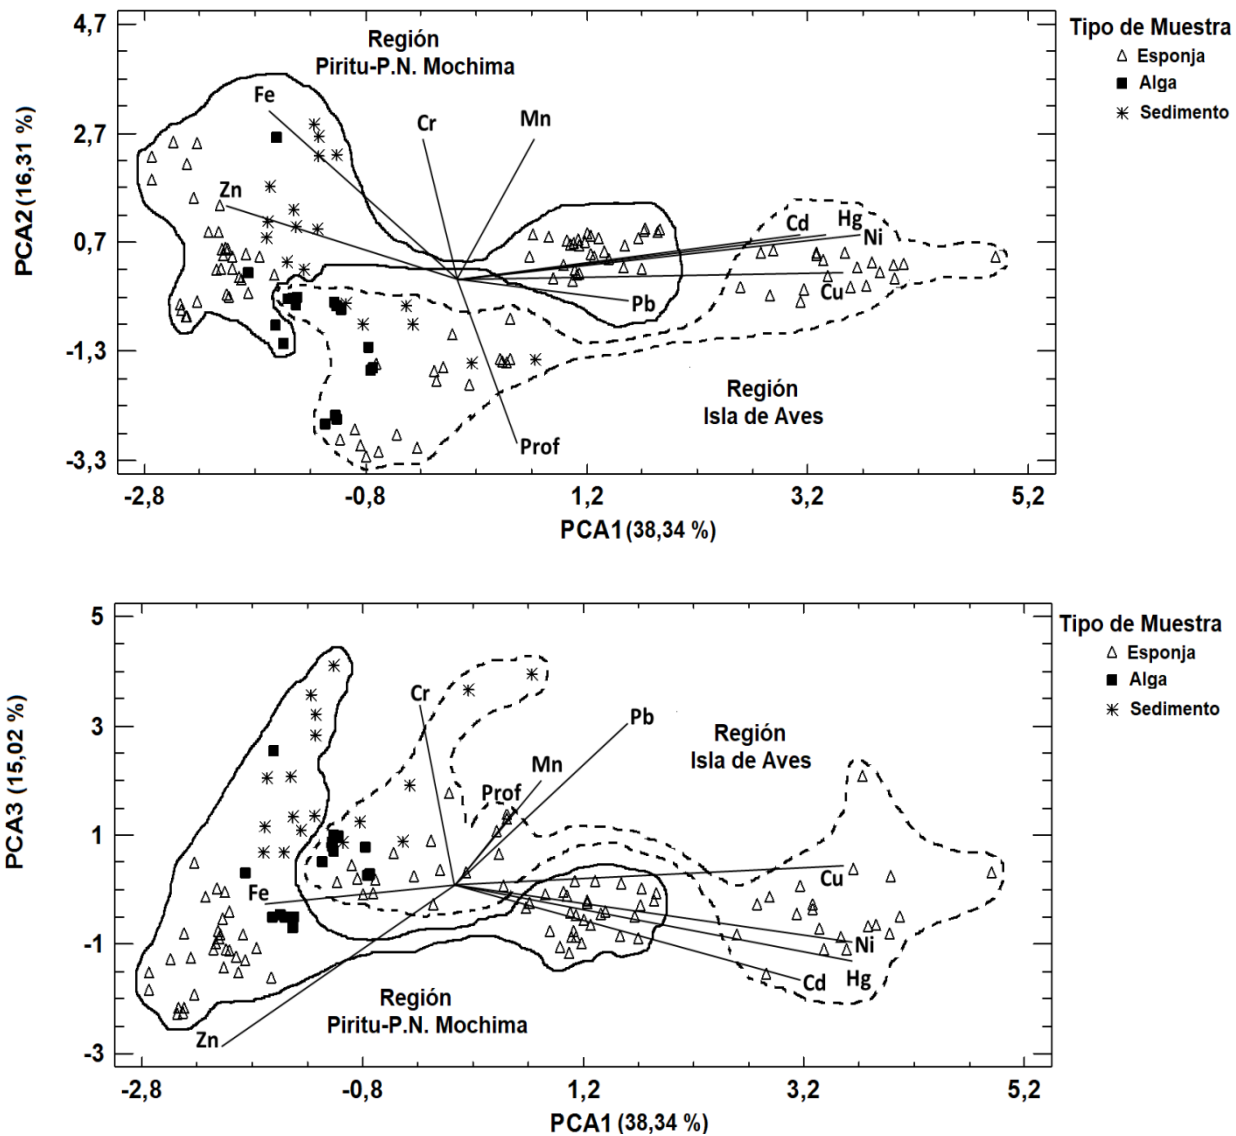 4,7
2,7
0,7
-1,3
-3,3
PCA2 (16,31 %)
Región
Piritu-P.N. Mochima
Fe
Cr
Mn
Zn
Cd
Hg
Ni
Cu
Pb
Prof
Región
Isla de Aves
-2,8
-0,8
1,2
3,2
5,2
PCA1 (38,34 %)
Tipo de Muestra
Esponja
Alga
Sedimento
5
3
1
-1
-3
PCA3 (15,02 %)
Cr
Pb
Mn
Prof
Región
Isla de Aves
Fe
Cu
Ni
Hg
Cd
Zn
Región
Piritu-P.N. Mochima
-2,8
-0,8
1,2
3,2
5,2
PCA1 (38,34 %)
Tipo de Muestra
Esponja
Alga
Sedimento